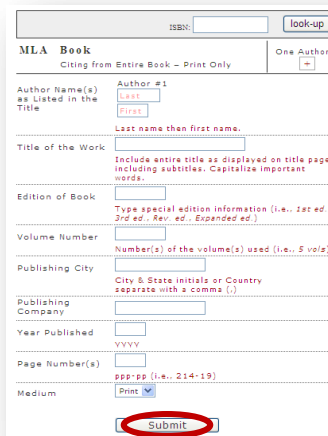 ISBN: look-up
MLA Book
One Author
Citing from Entire Book – Print Only
+
Author Name(s) as Listed in the Title
Author #1
Last
First
Last name then first name.
Title of the Work
Include entire title as displayed on title page
including subtitles. Capitalize important
words.
Edition of Book
Type special edition information (i.e., 1st ed.
3rd ed., Rev. ed., Expanded ed.)
Volume Number
Number(s) of the volume(s) used (i.e., 5 vols)
Publishing City
City & State initials or Country
separate with a comma (,)
Publishing
Company
Year Published
YYYY
Page Number(s)
ppp-pp (i.e., 214-19)
Medium
Print
Submit